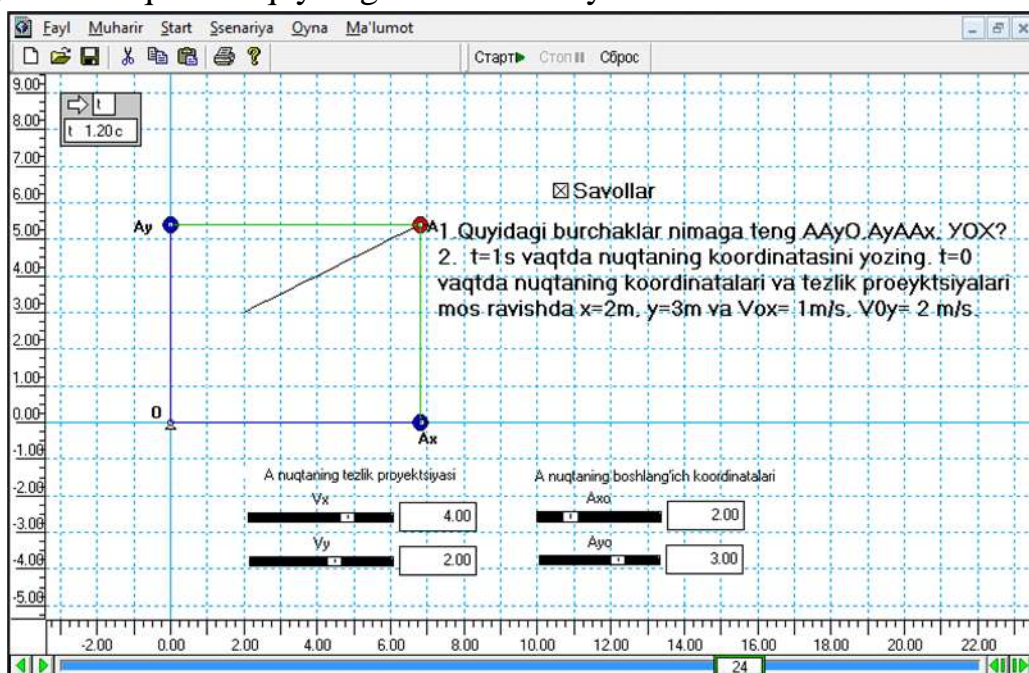 Fayl Muharir Start Ssenariya Oyna Ma'lumot
Старт Стоп Сброс
9.00
8.00
7.00
6.00
5.00
4.00
3.00
2.00
1.00
0.00
-1.00
-2.00
-3.00
-4.00
-5.00
t
t 1.20 c
Ay
A
0
Ax
Savollar
1.Quyidagi burchaklar nimaga teng AAyO,AyAAx, YOX?
2. t=1s vaqtda nuqtaning koordinatasini yozing. t=0
vaqtda nuqtaning koordinatalari va tezlik proeyktsiyalari
mos ravishda x=2m, y=3m va Vox= 1m/s, V0y= 2 m/s.
A nuqtaning tezlik proyektsiyasi
Vx
4.00
Vy
2.00
A nuqtaning boshlang'ich koordinatalari
Axo
2.00
Ayo
3.00
-2.00 0.00 2.00 4.00 6.00 8.00 10.00 12.00 14.00 16.00 18.00 20.00 22.00
24